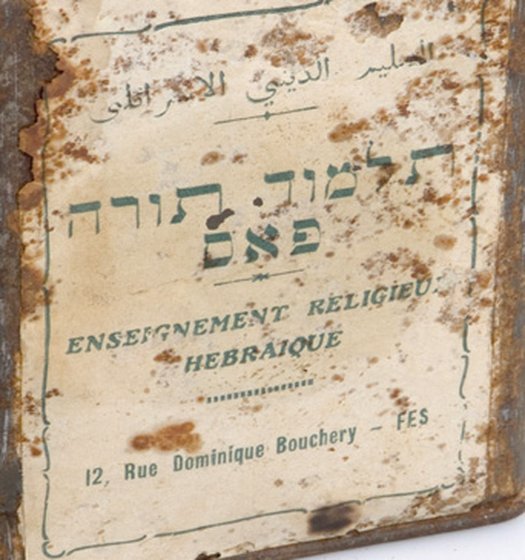 التعليم الديني الاسرائلي
תלמוד תורה
פאס
ENSEIGNEMENT RELIGIEUX
HEBRAIQUE
12, Rue Dominique Bouchery - FES